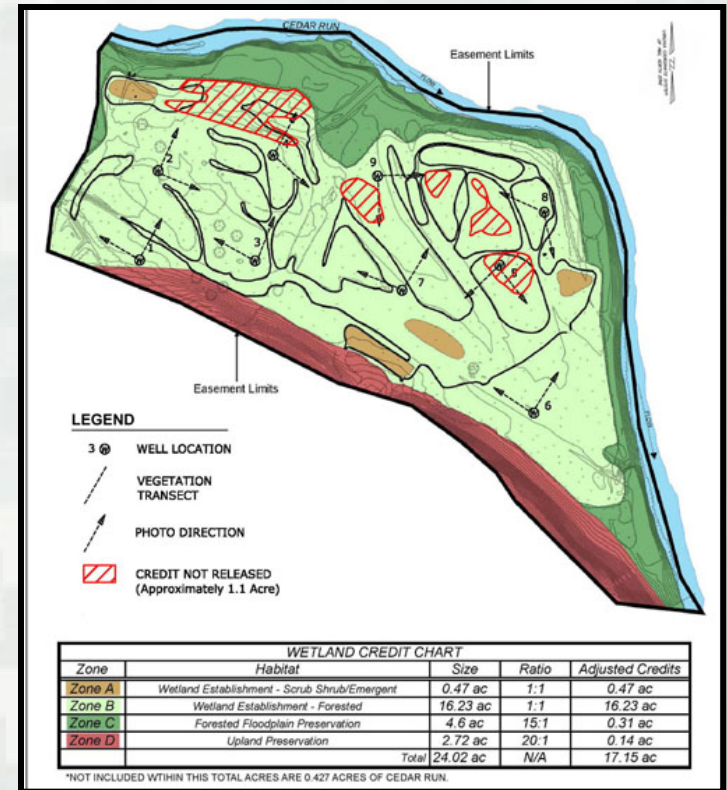 CEDAR RUN
FLOW
Easement Limits
2
4
9
8
1
3
7
5
6
FLOW
Easement Limits
LEGEND
3 W WELL LOCATION
VEGETATION
TRANSECT
PHOTO DIRECTION
CREDIT NOT RELEASED
(Approximately 1.1 Acre)
WETLAND CREDIT CHART
Zone Habitat Size Ratio Adjusted Credits
Zone A Wetland Establishment - Scrub Shrub/Emergent 0.47 ac 1:1 0.47 ac
Zone B Wetland Establishment - Forested 16.23 ac 1:1 16.23 ac
Zone C Forested Floodplain Preservation 4.6 ac 15:1 0.31 ac
Zone D Upland Preservation 2.72 ac 20:1 0.14 ac
Total 24.02 ac N/A 17.15 ac
*NOT INCLUDED WTIHIN THIS TOTAL ACRES ARE 0.427 ACRES OF CEDAR RUN.